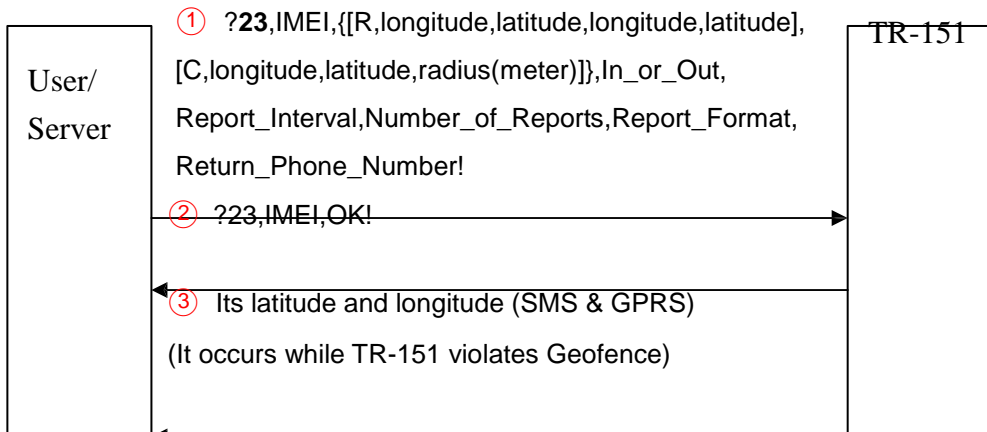 ① ?23,IMEI,{[R,longitude,latitude,longitude,latitude],
[C,longitude,latitude,radius(meter)]},In_or_Out,
Report_Interval,Number_of_Reports,Report_Format,
Return_Phone_Number!
User/
Server
TR-151
② ?23,IMEI,OK!
③ Its latitude and longitude (SMS & GPRS)
(It occurs while TR-151 violates Geofence)